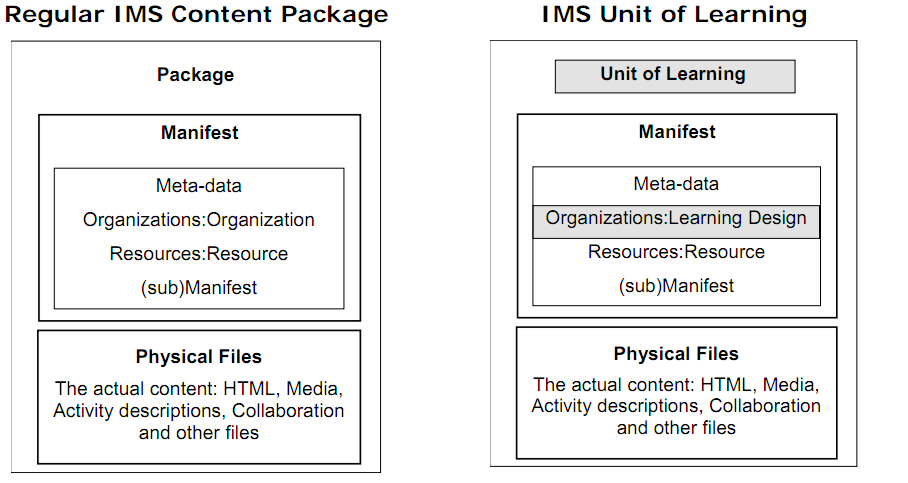 Regular IMS Content Package
Package
Manifest
Meta-data
Organizations:Organization
Resources:Resource
(sub)Manifest
Physical Files
The actual content: HTML, Media,
Activity descriptions, Collaboration
and other files
IMS Unit of Learning
Unit of Learning
Manifest
Meta-data
Organizations:Learning Design
Resources:Resource
(sub)Manifest
Physical Files
The actual content: HTML, Media,
Activity descriptions, Collaboration
and other files